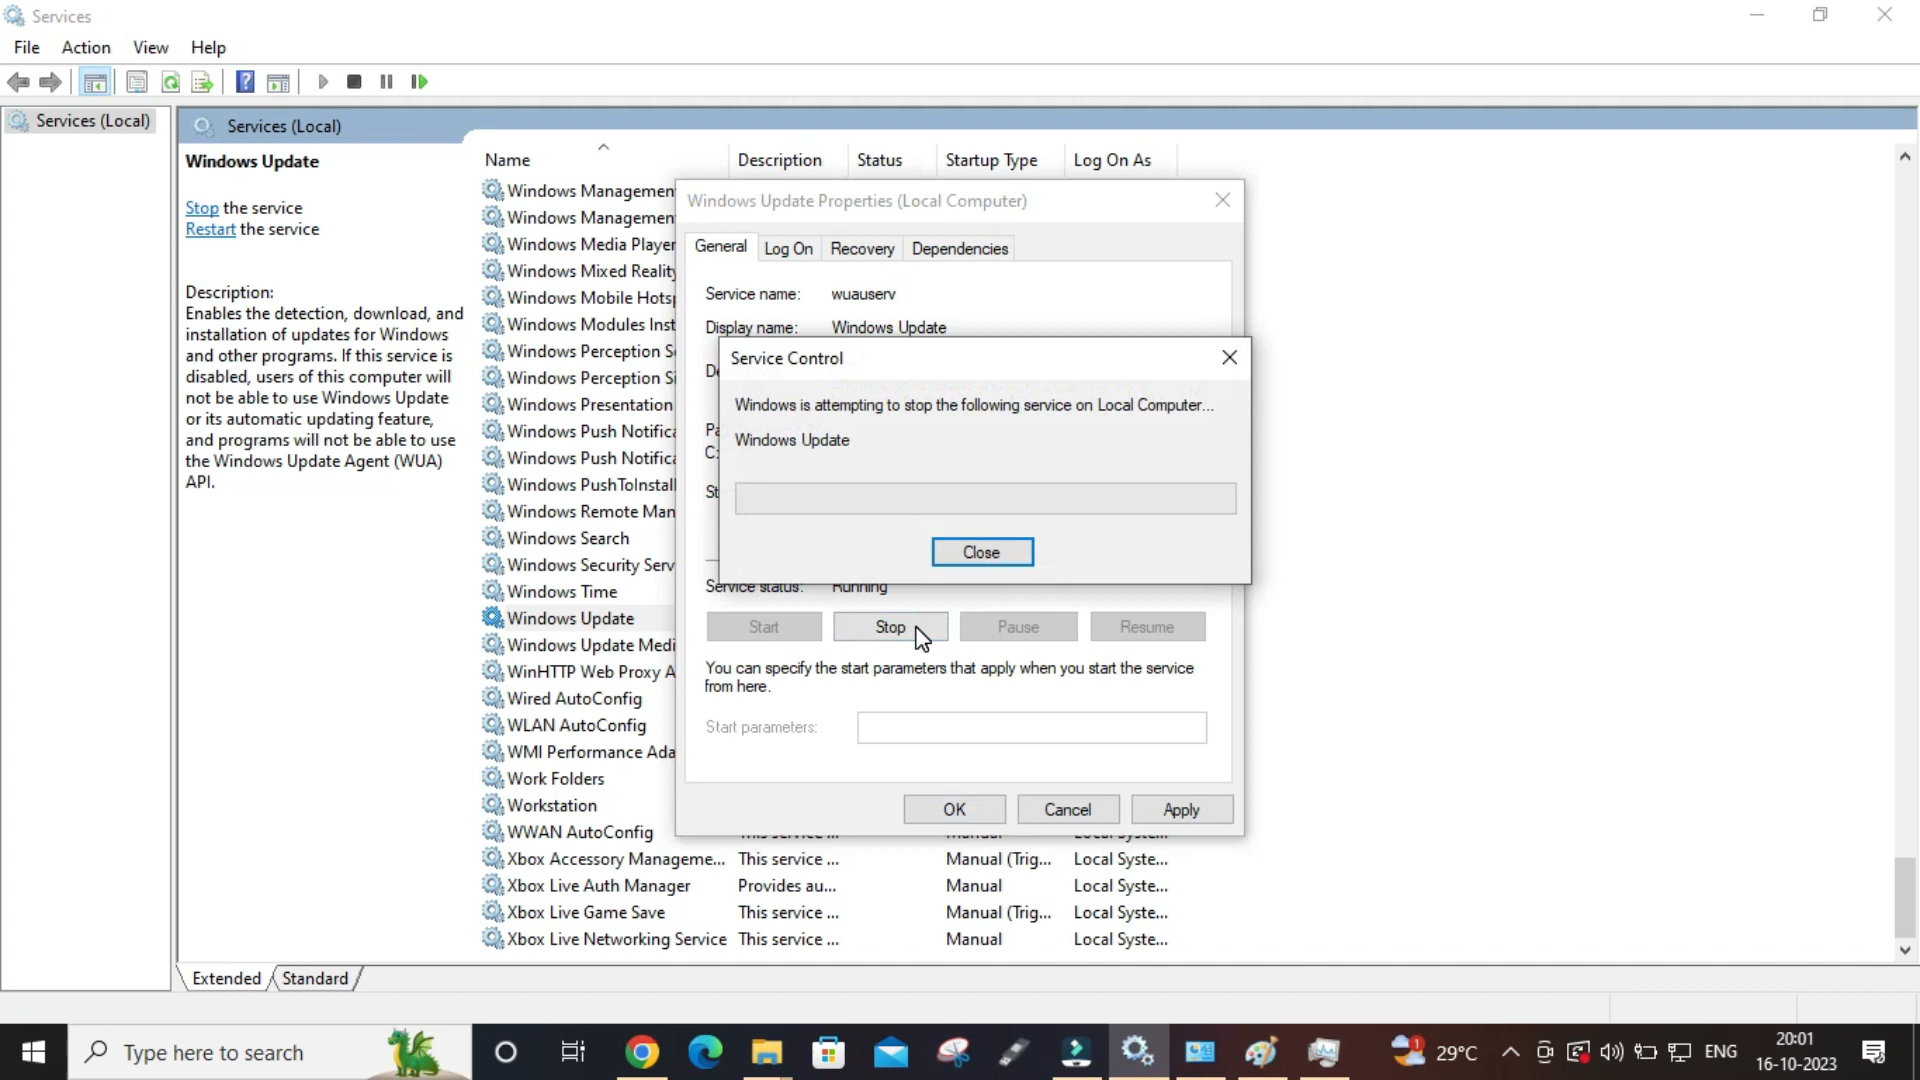 Services
File Action View Help
Services (Local)
Services (Local)
Windows Update
Stop the service
Restart the service
Description:
Enables the detection, download, and
installation of updates for Windows
and other programs. If this service is
disabled, users of this computer will
not be able to use Windows Update
or its automatic updating feature,
and programs will not be able to use
the Windows Update Agent (WUA)
API.
Name Description Status Startup Type Log On As
Windows Managemen
Windows Managemen
Windows Media Player
Windows Mixed Reality
Windows Mobile Hots
Windows Modules Inst
Windows Perception S
Windows Perception Si
Windows Presentation
Windows Push Notifica
Windows Push Notifica
Windows PushToInstall
Windows Remote Man
Windows Search
Windows Security Serv
Windows Time
Windows Update
Windows Update Medi
WinHTTP Web Proxy A
Wired AutoConfig
WLAN AutoConfig
WMI Performance Ada
Work Folders
Workstation
WWAN AutoConfig
Xbox Accessory Manageme... This service ... Manual (Trig... Local Syste...
Xbox Live Auth Manager Provides au... Manual Local Syste...
Xbox Live Game Save This service ... Manual (Trig... Local Syste...
Xbox Live Networking Service This service ... Manual Local Syste...
Windows Update Properties (Local Computer)
General Log On Recovery Dependencies
Service name: wuauserv
Display name: Windows Update
De
Pa
C:
St
Service Control
Windows is attempting to stop the following service on Local Computer...
Windows Update
Close
Service status: Running
Start Stop Pause Resume
You can specify the start parameters that apply when you start the service
from here.
Start parameters:
OK Cancel Apply
Extended Standard
Type here to search
1
29°C
ENG
20:01
16-10-2023